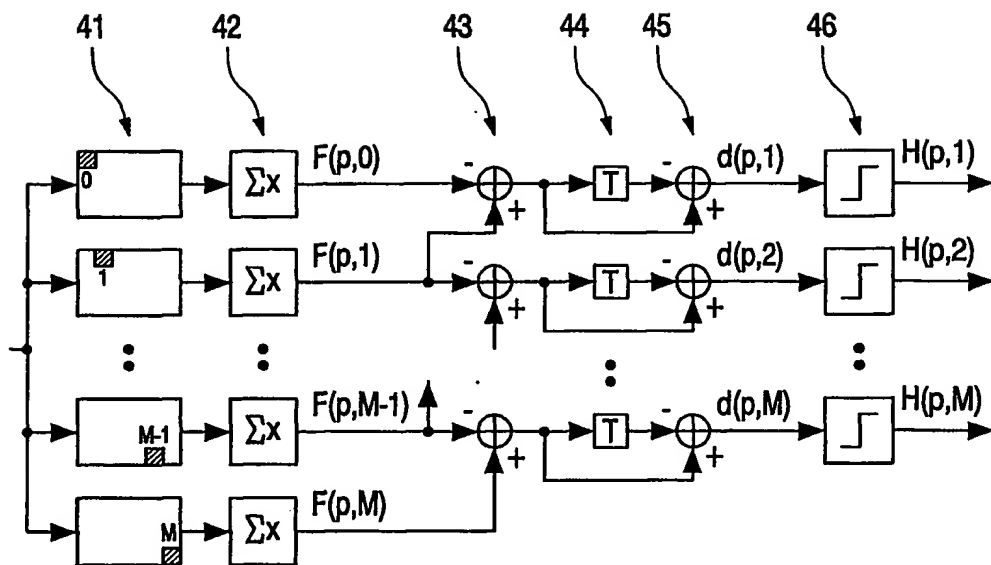 41 42 43 44 45 46
0 Σx F(p,0) - + T - + d(p,1) H(p,1)
1 Σx F(p,1) - + T - + d(p,2) H(p,2)
M-1 Σx F(p,M-1) - + T - + d(p,M) H(p,M)
M Σx F(p,M)